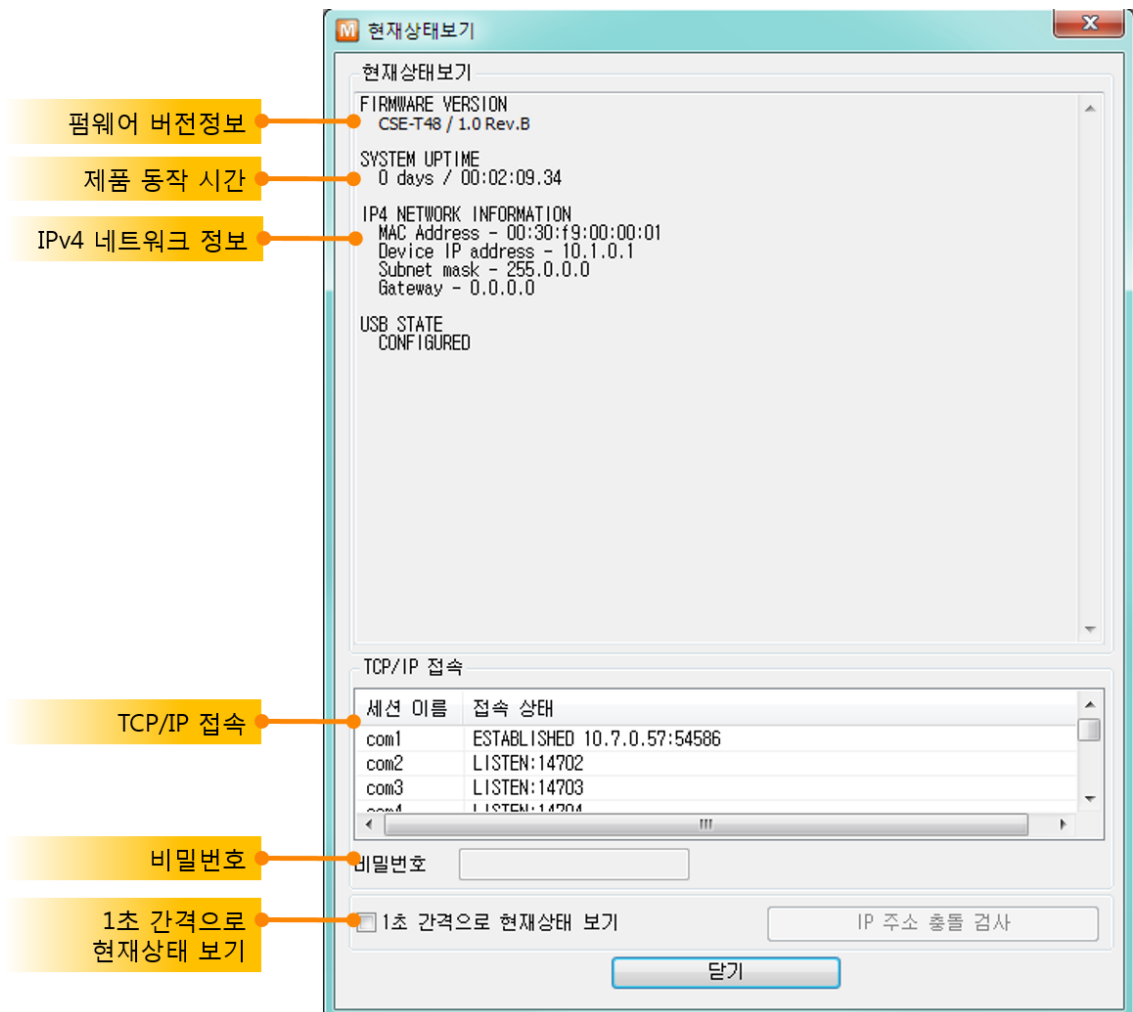 현재상태보기
현재상태보기
펌웨어 버전정보
제품 동작 시간
IPv4 네트워크 정보
FIRMWARE VERSION
CSE-T48 / 1.0 Rev.B
SYSTEM UPTIME
0 days / 00:02:09.34
IP4 NETWORK INFORMATION
MAC Address - 00:30:f9:00:00:01
Device IP address - 10.1.0.1
Subnet mask - 255.0.0.0
Gateway - 0.0.0.0
USB STATE
CONFIGURED
TCP/IP 접속
TCP/IP 접속
세션 이름 접속 상태
com1 ESTABLISHED 10.7.0.57:54586
com2 LISTEN:14702
com3 LISTEN:14703
com4 LISTEN:14704
비밀번호
비밀번호
1초 간격으로
현재상태 보기
1초 간격으로 현재상태 보기
IP 주소 충돌 검사
닫기